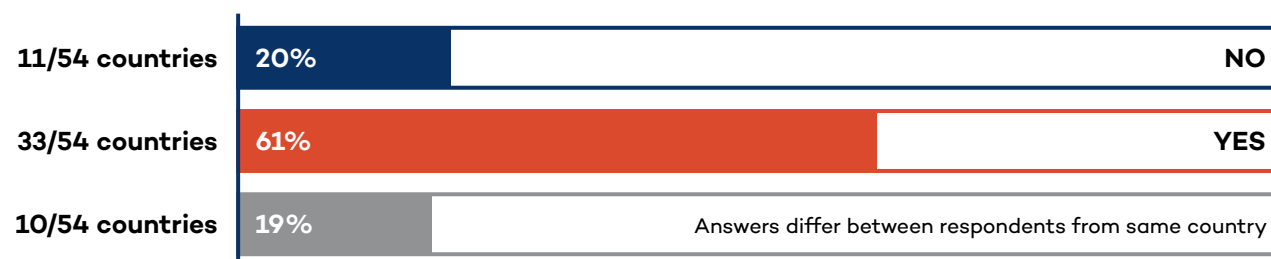 11/54 countries 20% NO
33/54 countries 61% YES
10/54 countries 19% Answers differ between respondents from same country